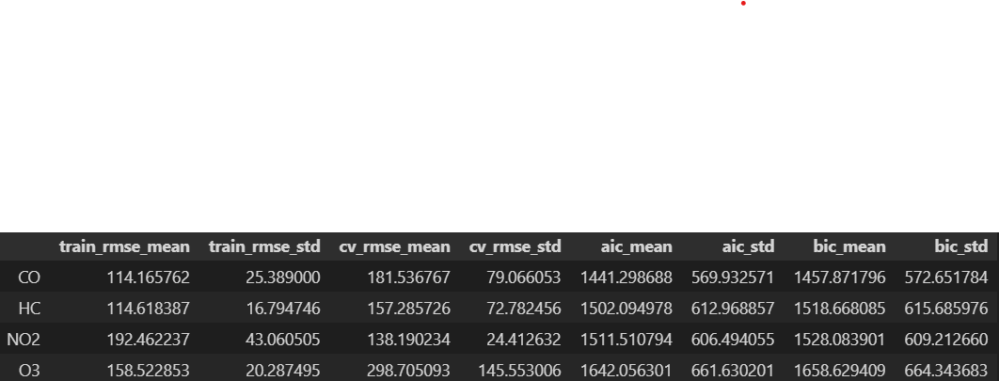 train_rmse_mean train_rmse_std cv_rmse_mean cv_rmse_std aic_mean aic_std bic_mean bic_std
CO 114.165762 25.389000 181.536767 79.066053 1441.298688 569.932571 1457.871796 572.651784
HC 114.618387 16.794746 157.285726 72.782456 1502.094978 612.968857 1518.668085 615.685976
NO2 192.462237 43.060505 138.190234 24.412632 1511.510794 606.494055 1528.083901 609.212660
O3 158.522853 20.287495 298.705093 145.553006 1642.056301 661.630201 1658.629409 664.343683